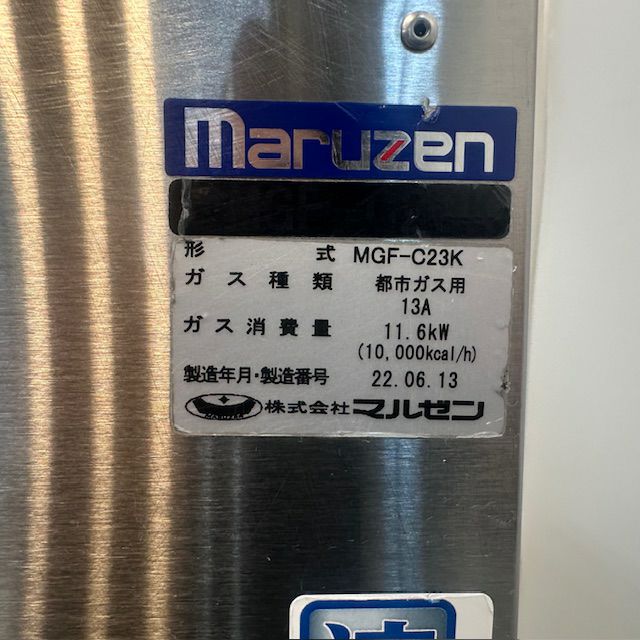 maruzen
形 式 MGF-C23K
ガス種類 都市ガス用
13A
ガス消費量 11.6kW
(10,000kcal/h)
製造年月・製造番号 22.06.13
株式会社マルゼン